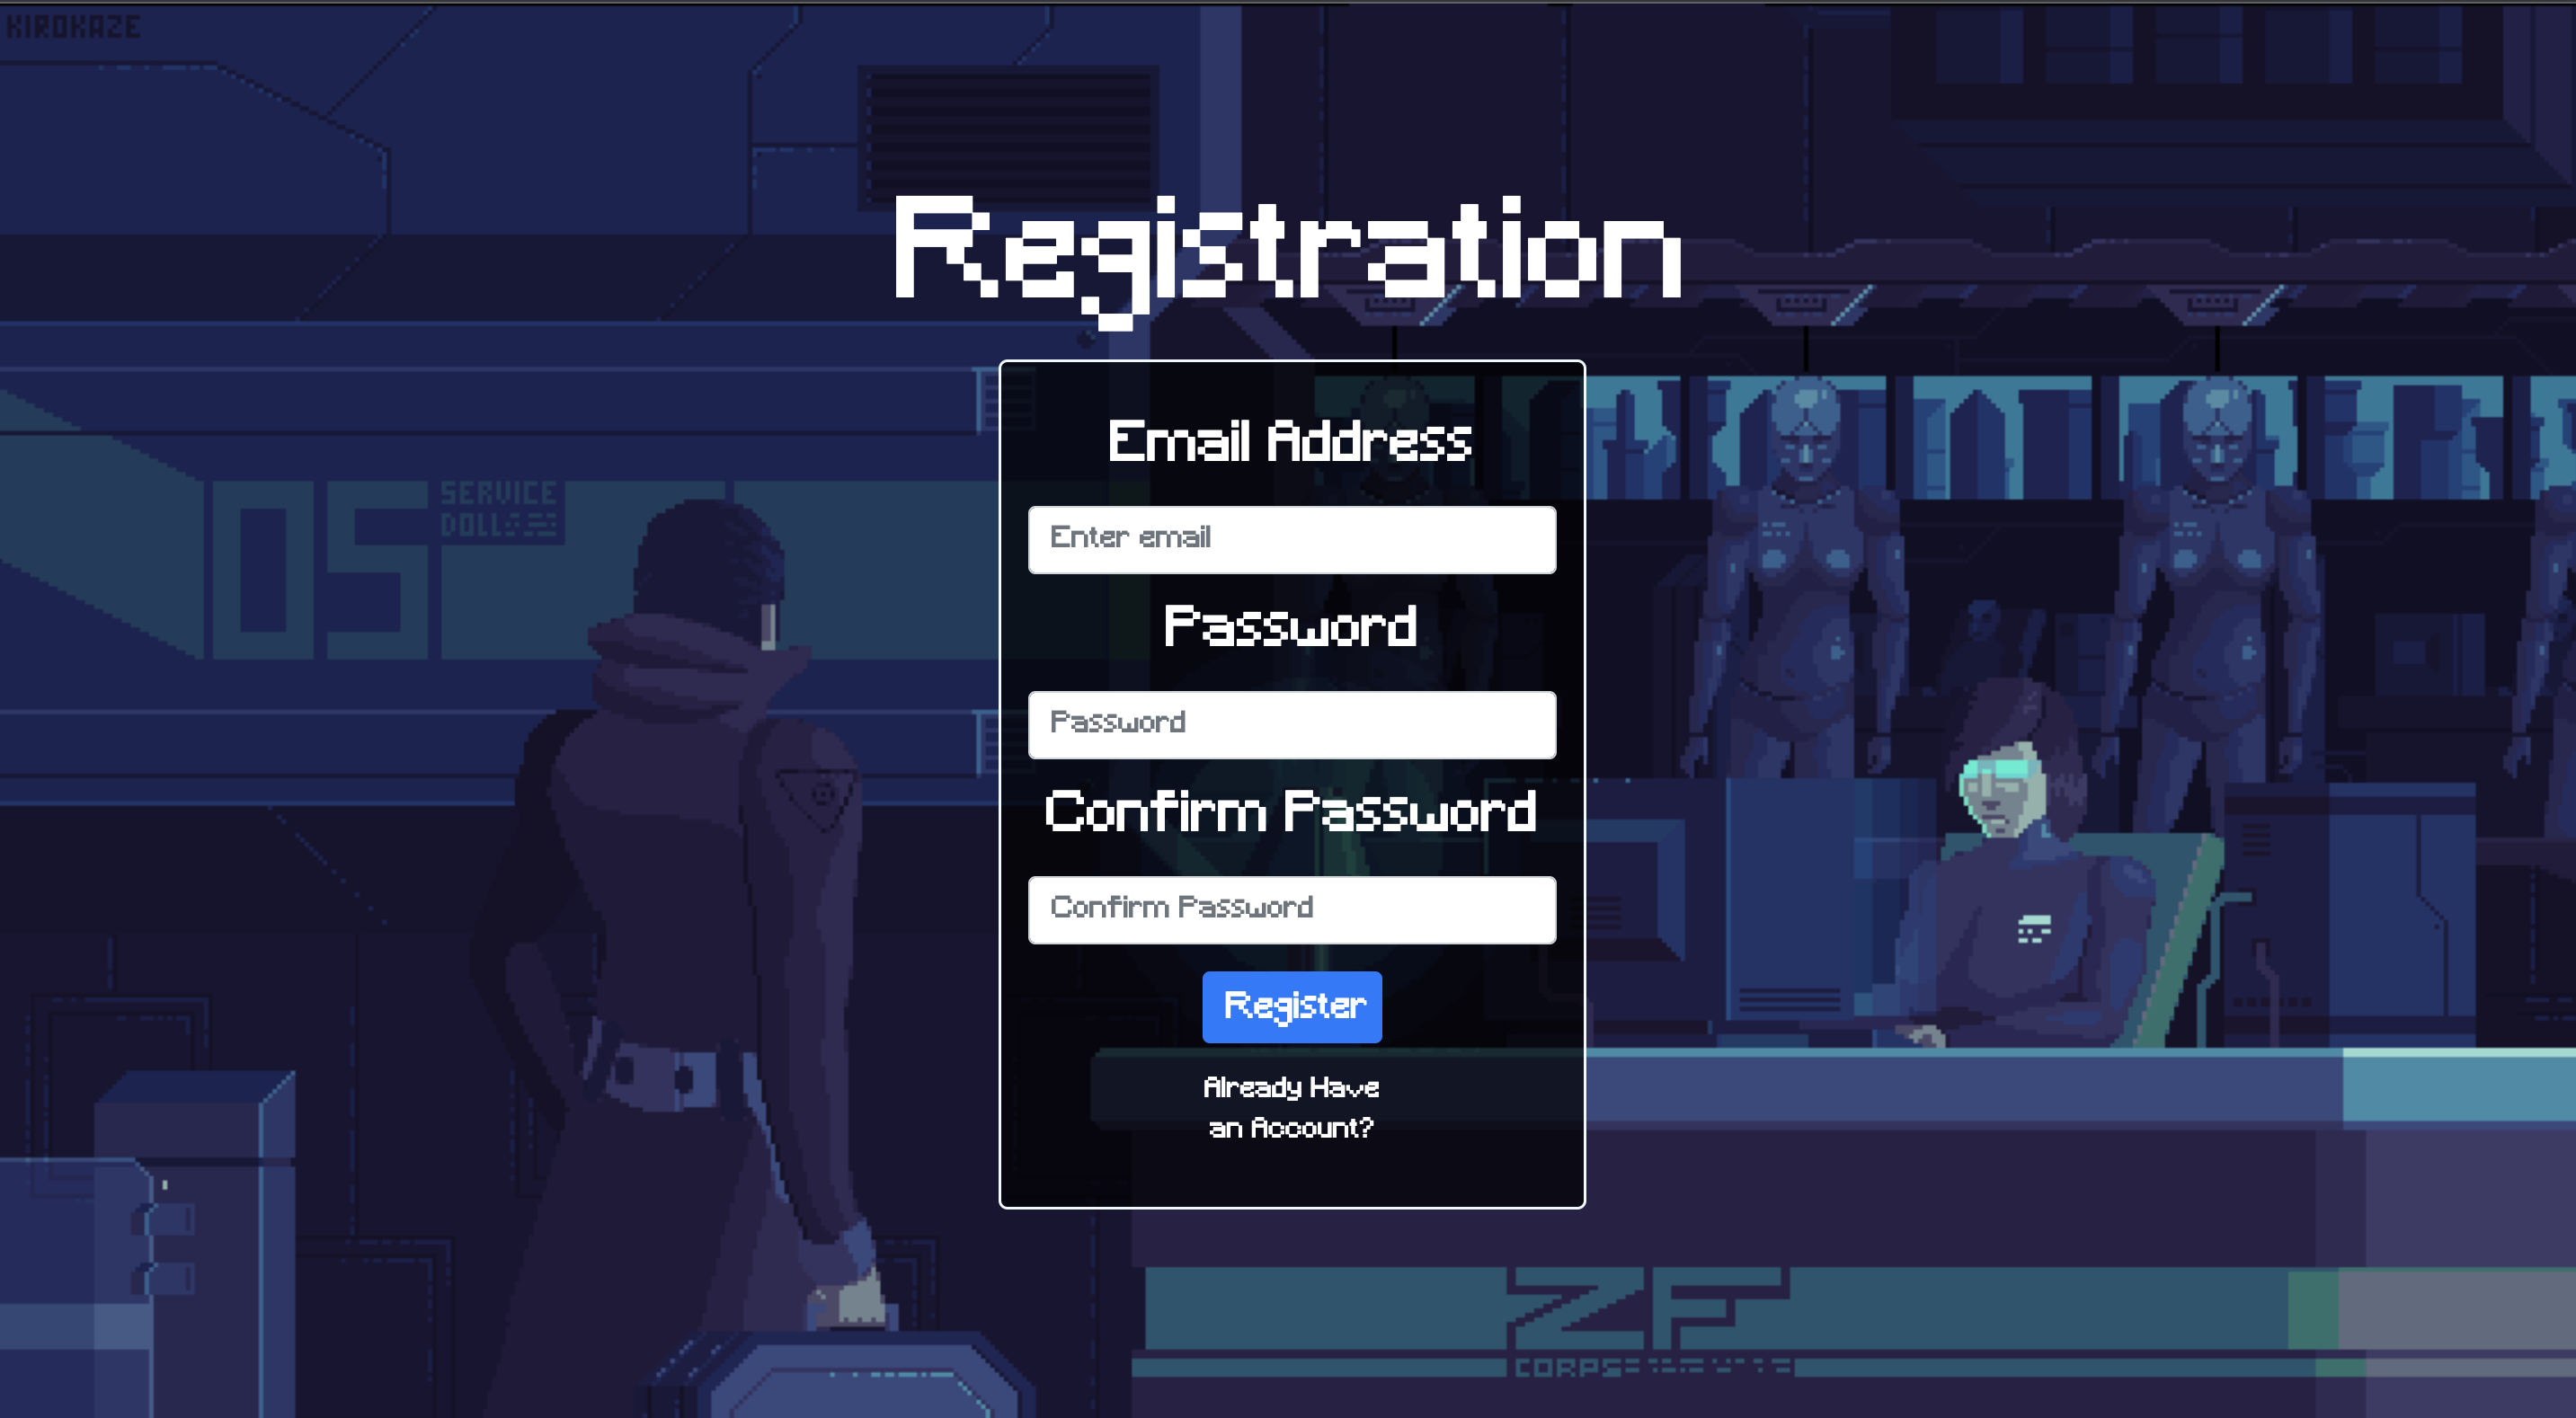 KIROKAZE
Registration
Email Address
Enter email
05
SERVICE
DOLL
Password
Password
Confirm Password
Confirm Password
Register
Already Have
an Account?
ZF
CORPS